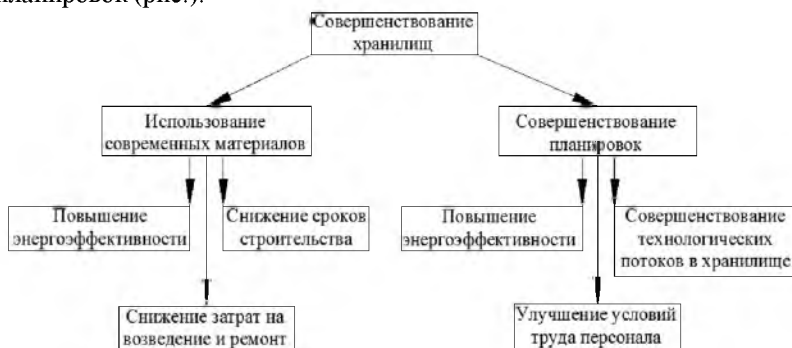 планировок (рис.).
Совершенствование
хранилищ
Использование
современных материалов
Совершенствование
планировок
Повышение
энергоэффективности
Снижение сроков
строительства
Повышение
энергоэффективности
Совершенствование
технологических
потоков в хранилище
Снижение затрат на
возведение и ремонт
Улучшение условий
труда персонала